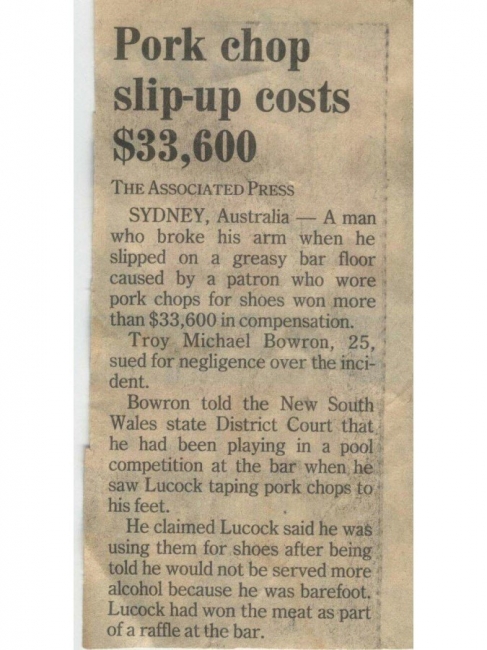 Pork chop
slip-up costs
$33,600
THE ASSOCIATED PRESS
SYDNEY, Australia — A man
who broke his arm when he
slipped on a greasy bar floor
caused by a patron who wore
pork chops for shoes won more
than $33,600 in compensation.
Troy Michael Bowron, 25,
sued for negligence over the inci-
dent.
Bowron told the New South
Wales state District Court that
he had been playing in a pool
competition at the bar when he
saw Lucock taping pork chops to
his feet.
He claimed Lucock said he was
using them for shoes after being
told he would not be served more
alcohol because he was barefoot.
Lucock had won the meat as part
of a raffle at the bar.